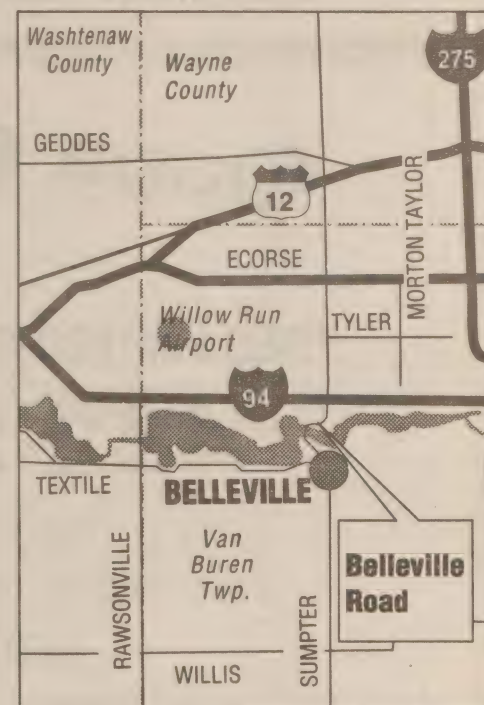 Washtenaw
County
Wayne
County
275
GEDDES
12
MORTON TAYLOR
ECORSE
Willow Run
Airport
TYLER
94
TEXTILE
BELLEVILLE
Van
Buren
Twp.
Belleville
Road
RAWSONVILLE
SUMPTER
WILLIS